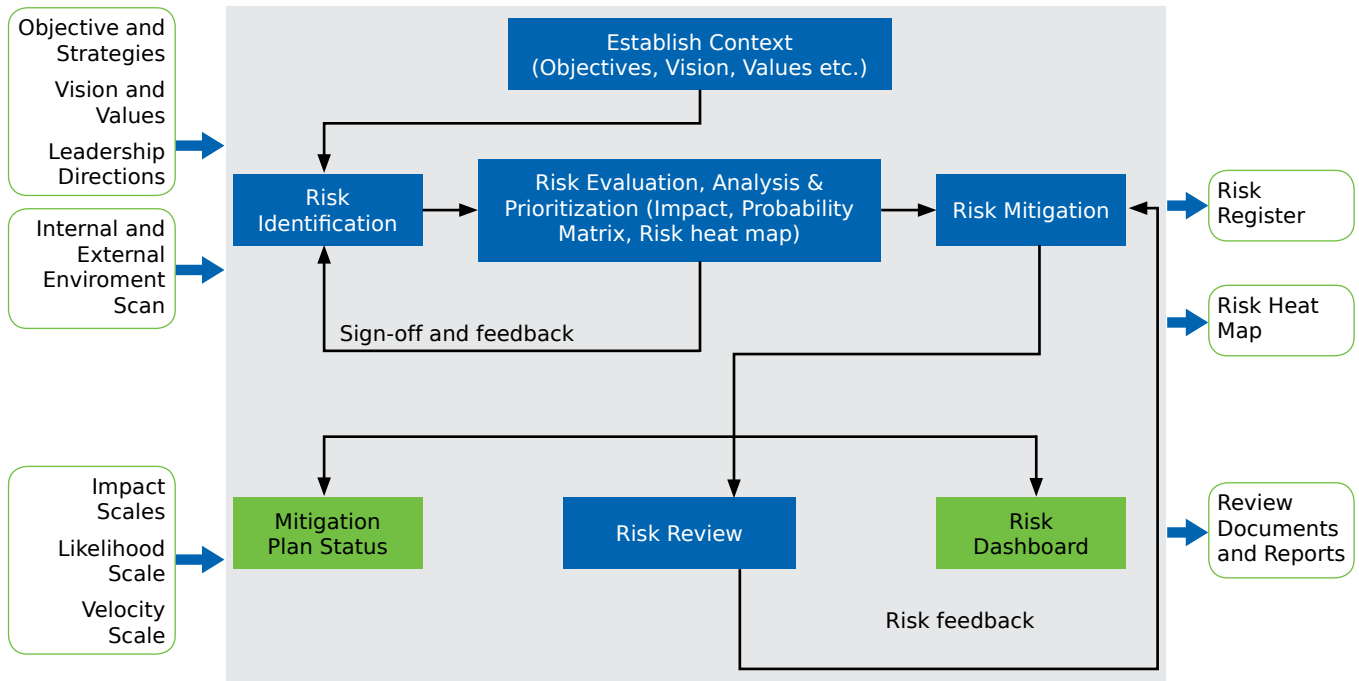 Objective and
Strategies
Vision and
Values
Leadership
Directions
Internal and
External
Enviroment
Scan
Impact
Scales
Likelihood
Scale
Velocity
Scale
Establish Context
(Objectives, Vision, Values etc.)
Risk
Identification
Risk Evaluation, Analysis &
Prioritization (Impact, Probability
Matrix, Risk heat map)
Risk Mitigation
Sign-off and feedback
Mitigation
Plan Status
Risk Review
Risk
Dashboard
Risk feedback
Risk
Register
Risk Heat
Map
Review
Documents
and Reports